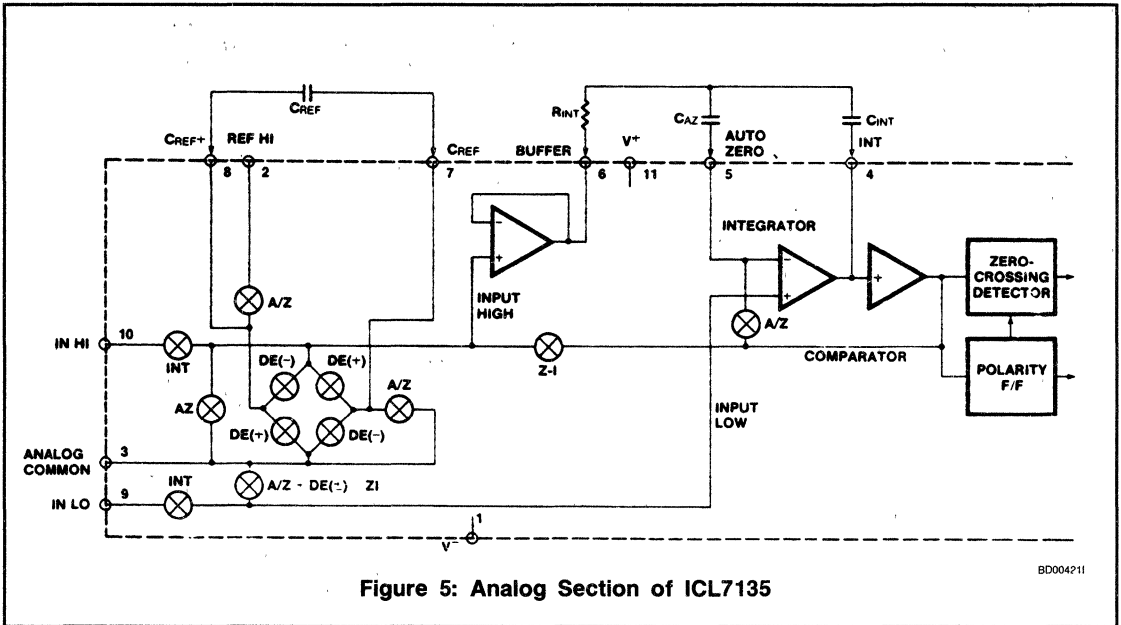 CREF
CREF+
REF HI
CREF
BUFFER
RINT
V+
CAZ
AUTO
ZERO
CINT
INT
8
2
7
6
11
5
4
INTEGRATOR
A/Z
INPUT
HIGH
ZERO-
CROSSING
DETECTOR
IN HI
10
INT
DE(-)
DE(+)
Z-I
A/Z
COMPARATOR
POLARITY
F/F
AZ
A/Z
DE(+)
DE(-)
INPUT
LOW
ANALOG
COMMON
3
INT
A/Z - DE(±) ZI
IN LO
9
1
V-
BD00421I
Figure 5: Analog Section of ICL7135